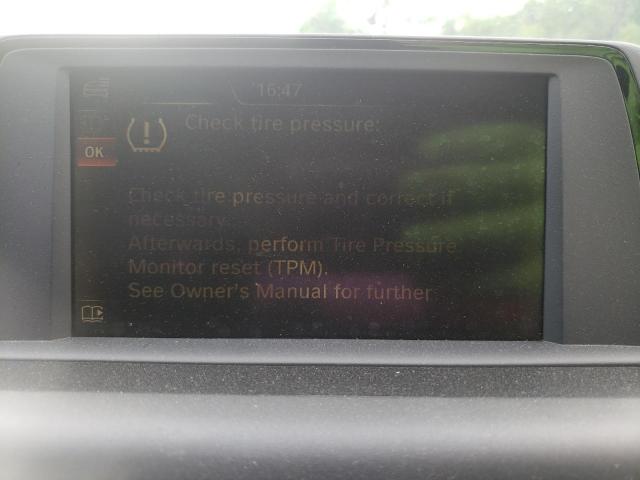 16:47
Check tire pressure:
OK
Check tire pressure and correct if
necessary.
Afterwards, perform Tire Pressure
Monitor reset (TPM).
See Owner's Manual for further